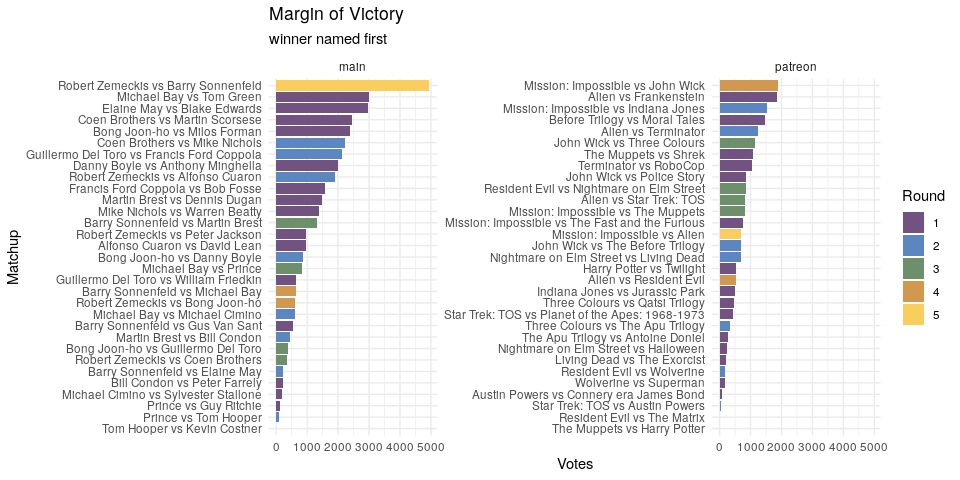 Margin of Victory
winner named first
main
Robert Zemeckis vs Barry Sonnenfeld
Michael Bay vs Tom Green
Elaine May vs Blake Edwards
Coen Brothers vs Martin Scorsese
Bong Joon-ho vs Milos Forman
Coen Brothers vs Mike Nichols
Guillermo Del Toro vs Francis Ford Coppola
Danny Boyle vs Anthony Minghella
Robert Zemeckis vs Alfonso Cuaron
Francis Ford Coppola vs Bob Fosse
Martin Brest vs Dennis Dugan
Mike Nichols vs Warren Beatty
Barry Sonnenfeld vs Martin Brest
Robert Zemeckis vs Peter Jackson
Alfonso Cuaron vs David Lean
Bong Joon-ho vs Danny Boyle
Michael Bay vs Prince
Guillermo Del Toro vs William Friedkin
Barry Sonnenfeld vs Michael Bay
Robert Zemeckis vs Bong Joon-ho
Michael Bay vs Michael Cimino
Barry Sonnenfeld vs Gus Van Sant
Martin Brest vs Bill Condon
Bong Joon-ho vs Guillermo Del Toro
Robert Zemeckis vs Coen Brothers
Barry Sonnenfeld vs Elaine May
Bill Condon vs Peter Farrely
Michael Cimino vs Sylvester Stallone
Prince vs Guy Ritchie
Prince vs Tom Hooper
Tom Hooper vs Kevin Costner
0 1000 2000 3000 4000 5000
patreon
Mission: Impossible vs John Wick
Alien vs Frankenstein
Mission: Impossible vs Indiana Jones
Before Trilogy vs Moral Tales
Alien vs Terminator
John Wick vs Three Colours
The Muppets vs Shrek
Terminator vs RoboCop
John Wick vs Police Story
Resident Evil vs Nightmare on Elm Street
Alien vs Star Trek: TOS
Mission: Impossible vs The Muppets
Mission: Impossible vs The Fast and the Furious
Mission: Impossible vs Alien
John Wick vs The Before Trilogy
Nightmare on Elm Street vs Living Dead
Harry Potter vs Twilight
Alien vs Resident Evil
Indiana Jones vs Jurassic Park
Three Colours vs Qatsi Trilogy
Star Trek: TOS vs Planet of the Apes: 1968-1973
Three Colours vs The Apu Trilogy
The Apu Trilogy vs Antoine Doniel
Nightmare on Elm Street vs Halloween
Living Dead vs The Exorcist
Resident Evil vs Wolverine
Wolverine vs Superman
Austin Powers vs Connery era James Bond
Star Trek: TOS vs Austin Powers
Resident Evil vs The Matrix
The Muppets vs Harry Potter
0 1000 2000 3000 4000 5000
Matchup
Votes
Round
1
2
3
4
5